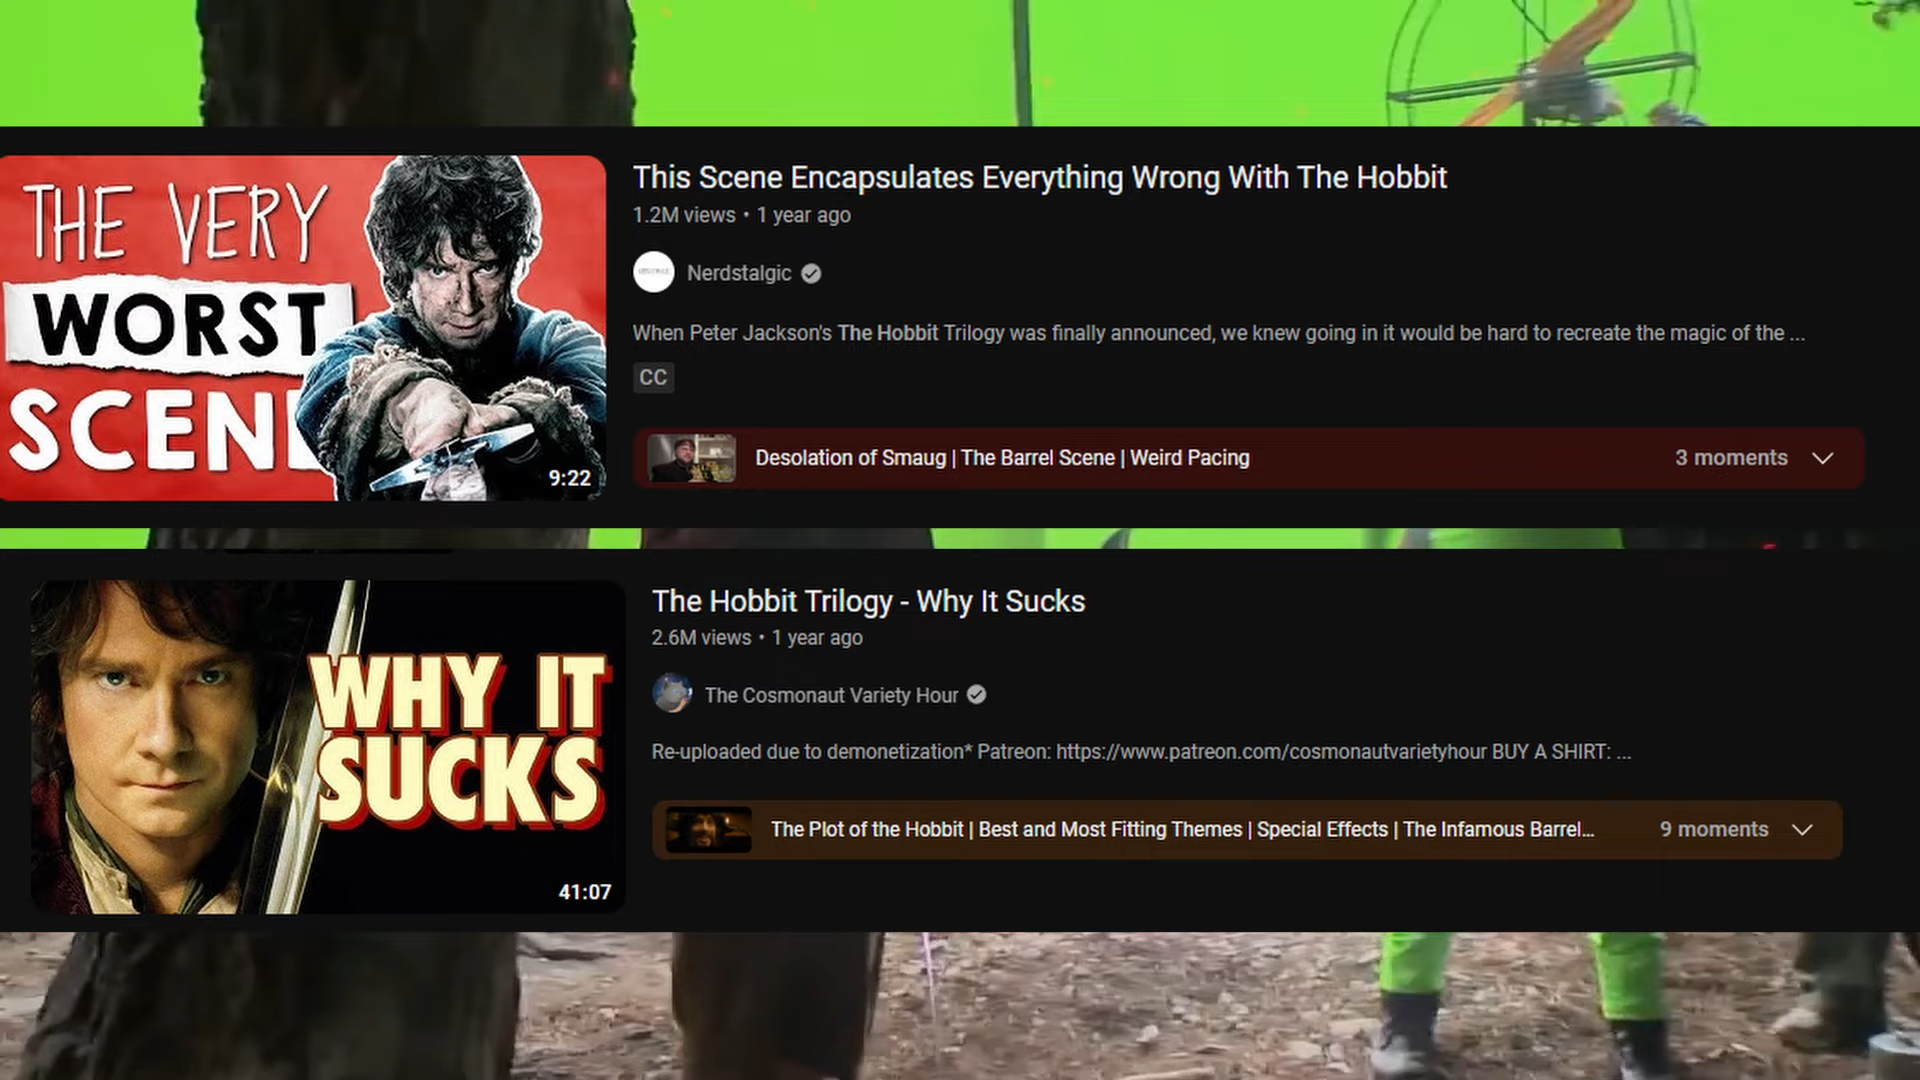 THE VERY
WORST
SCENE
9:22
This Scene Encapsulates Everything Wrong With The Hobbit
1.2M views • 1 year ago
Nerdstalgic
When Peter Jackson's The Hobbit Trilogy was finally announced, we knew going in it would be hard to recreate the magic of the ...
CC
Desolation of Smaug | The Barrel Scene | Weird Pacing
3 moments
WHY IT
SUCKS
41:07
The Hobbit Trilogy - Why It Sucks
2.6M views • 1 year ago
The Cosmonaut Variety Hour
Re-uploaded due to demonetization* Patreon: https://www.patreon.com/cosmonautvarietyhour BUY A SHIRT: ...
The Plot of the Hobbit | Best and Most Fitting Themes | Special Effects | The Infamous Barrel...
9 moments